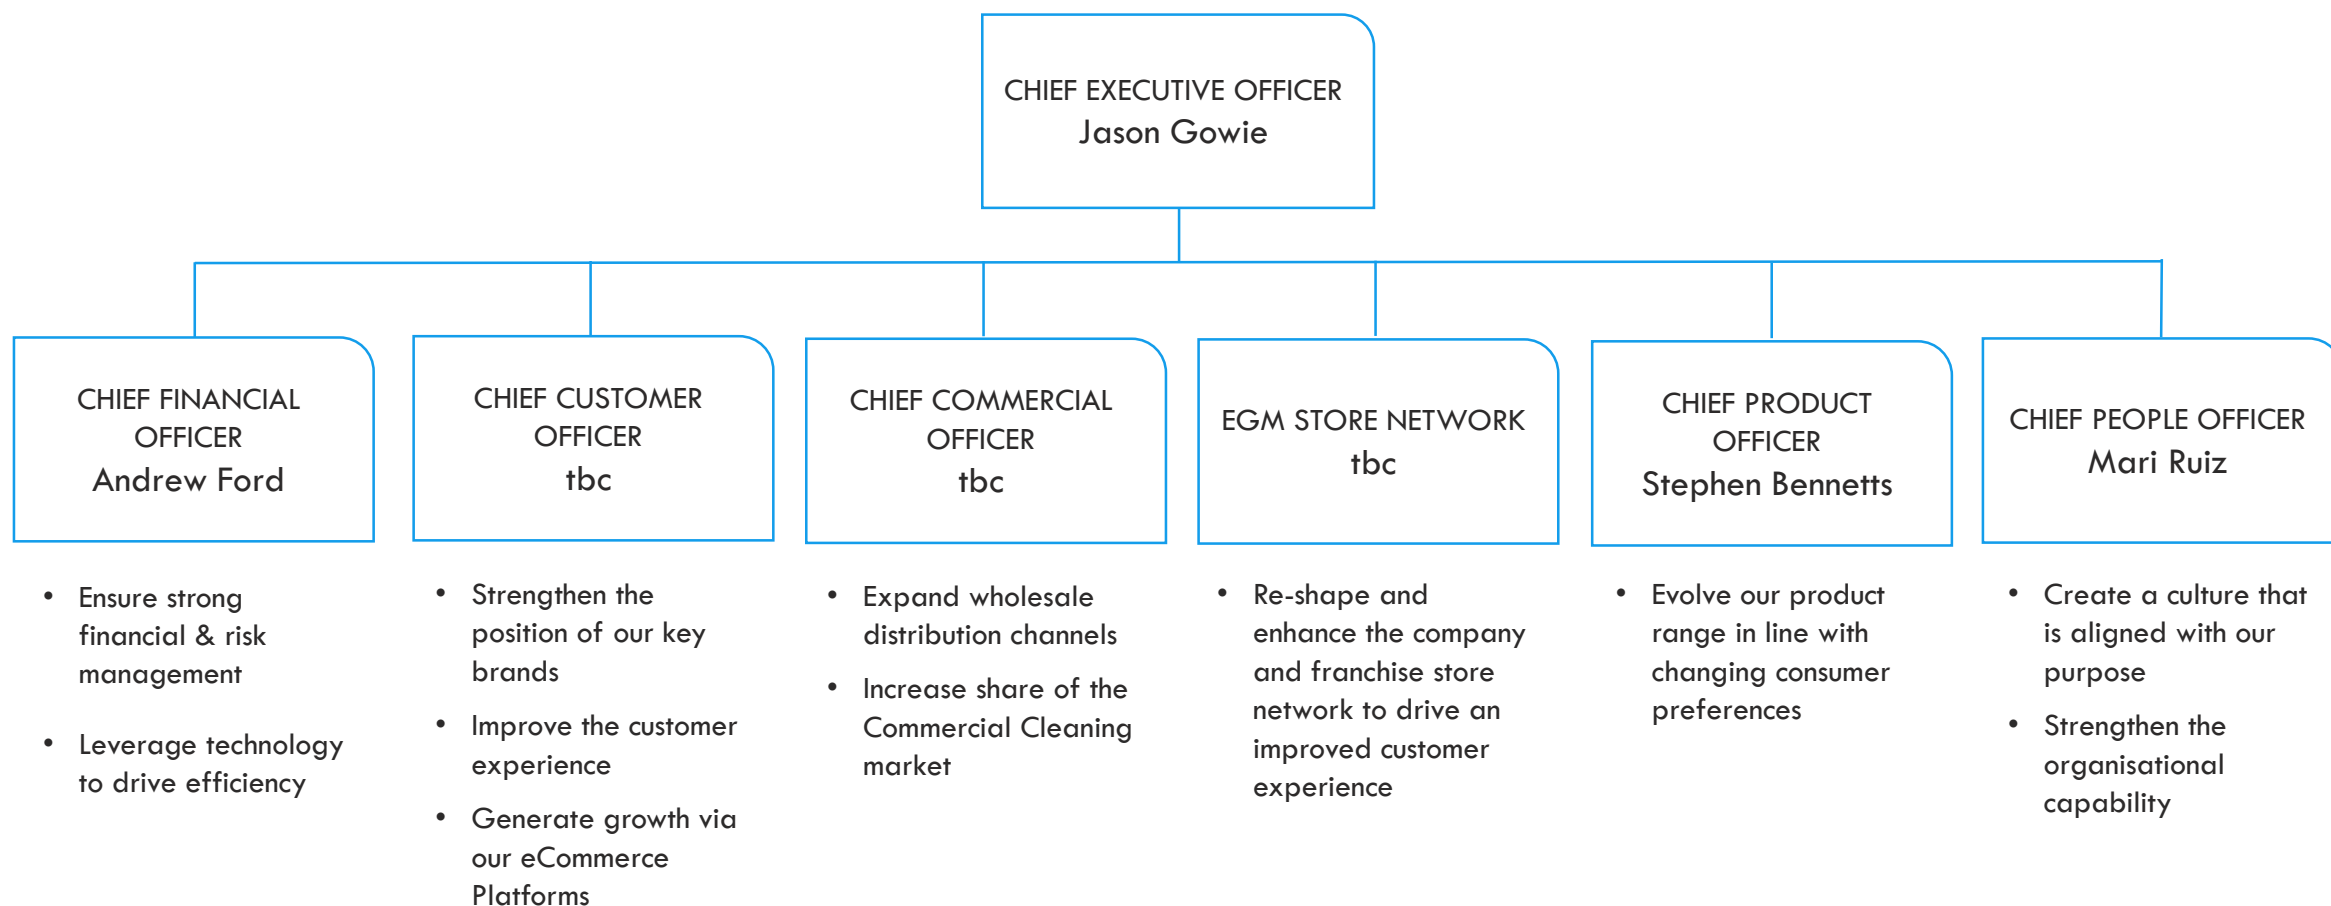 CHIEF EXECUTIVE OFFICER
Jason Gowie
CHIEF FINANCIAL
OFFICER
Andrew Ford
CHIEF CUSTOMER
OFFICER
tbc
CHIEF COMMERCIAL
OFFICER
tbc
EGM STORE NETWORK
tbc
CHIEF PRODUCT
OFFICER
Stephen Bennetts
CHIEF PEOPLE OFFICER
Mari Ruiz
• Ensure strong
financial & risk
management
• Leverage technology
to drive efficiency
• Strengthen the
position of our key
brands
• Improve the customer
experience
• Generate growth via
our eCommerce
Platforms
• Expand wholesale
distribution channels
• Increase share of the
Commercial Cleaning
market
• Re-shape and
enhance the company
and franchise store
network to drive an
improved customer
experience
• Evolve our product
range in line with
changing consumer
preferences
• Create a culture that
is aligned with our
purpose
• Strengthen the
organisational
capability